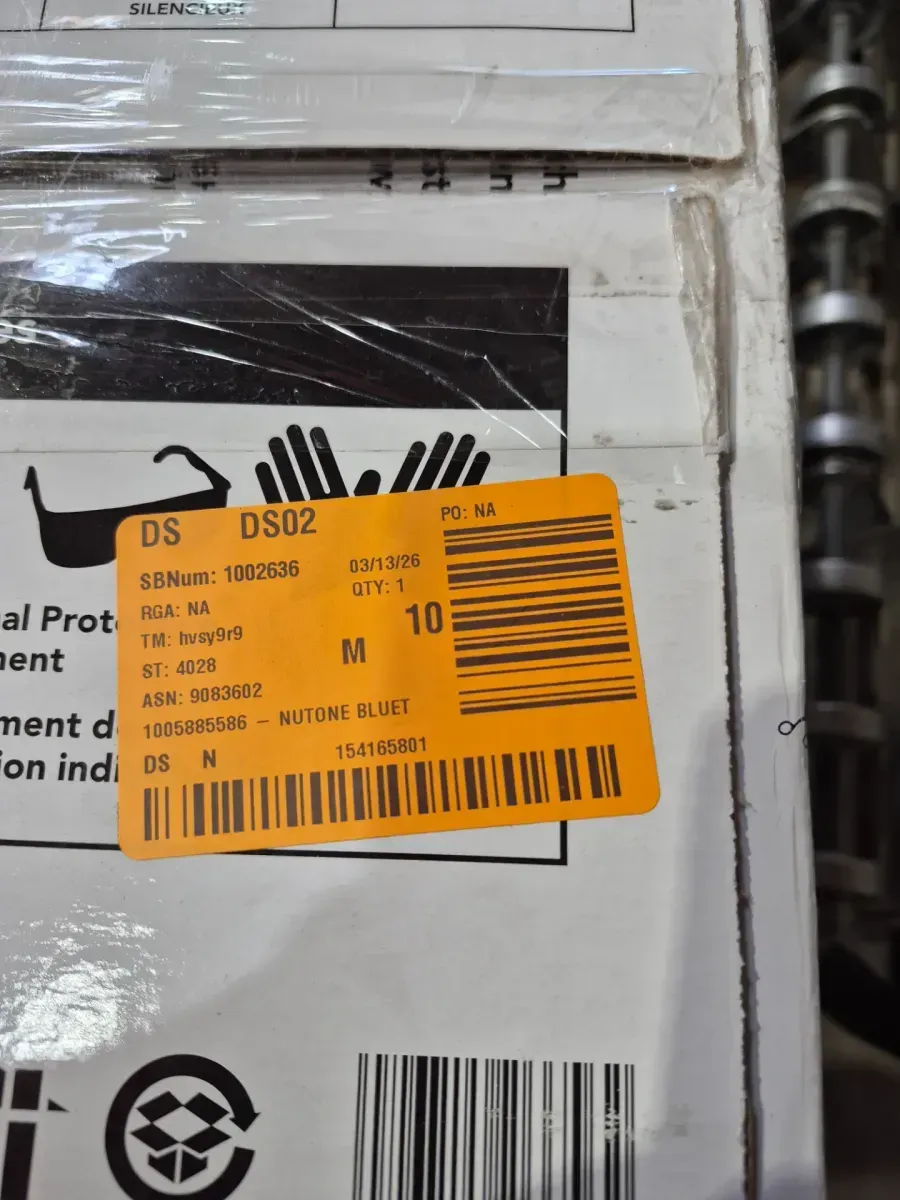 SILENCIEUX
DS DS02 PO: NA
SBNum: 1002636 03/13/26
QTY: 1
RGA: NA
10
TM: hvsy9r9
M
ST: 4028
ASN: 9083602
1005885586 – NUTONE BLUET
DS N 154165801
al Prot
ment d
ion indi